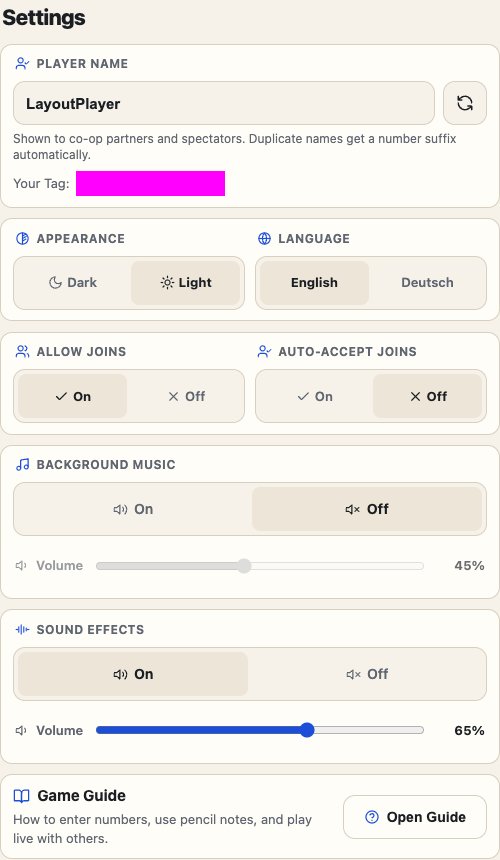 Settings
PLAYER NAME
LayoutPlayer
Shown to co-op partners and spectators. Duplicate names get a number suffix
automatically.
Your Tag:
APPEARANCE
Dark
Light
LANGUAGE
English
Deutsch
ALLOW JOINS
On
Off
AUTO-ACCEPT JOINS
On
Off
BACKGROUND MUSIC
On
Off
Volume
45%
SOUND EFFECTS
On
Off
Volume
65%
Game Guide
How to enter numbers, use pencil notes, and play
live with others.
Open Guide